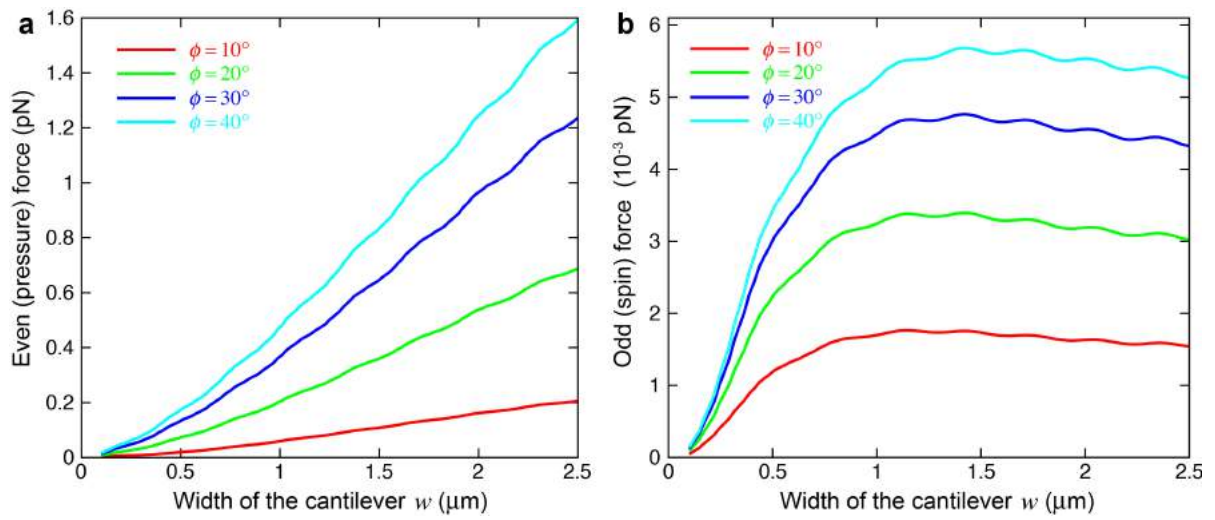 a
1.6
1.4
1.2
1
0.8
0.6
0.4
0.2
0
Even (pressure) force (pN)
ϕ = 10°
ϕ = 20°
ϕ = 30°
ϕ = 40°
0 0.5 1 1.5 2 2.5
Width of the cantilever w (μm)
b
6
5
4
3
2
1
0
Odd (spin) force (10⁻³ pN)
ϕ = 10°
ϕ = 20°
ϕ = 30°
ϕ = 40°
0 0.5 1 1.5 2 2.5
Width of the cantilever w (μm)